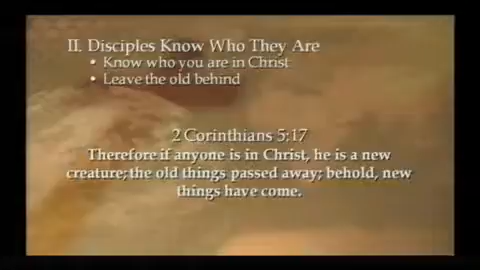 II. Disciples Know Who They Are
• Know who you are in Christ
• Leave the old behind
2 Corinthians 5:17
Therefore if anyone is in Christ, he is a new
creature; the old things passed away; behold, new
things have come.